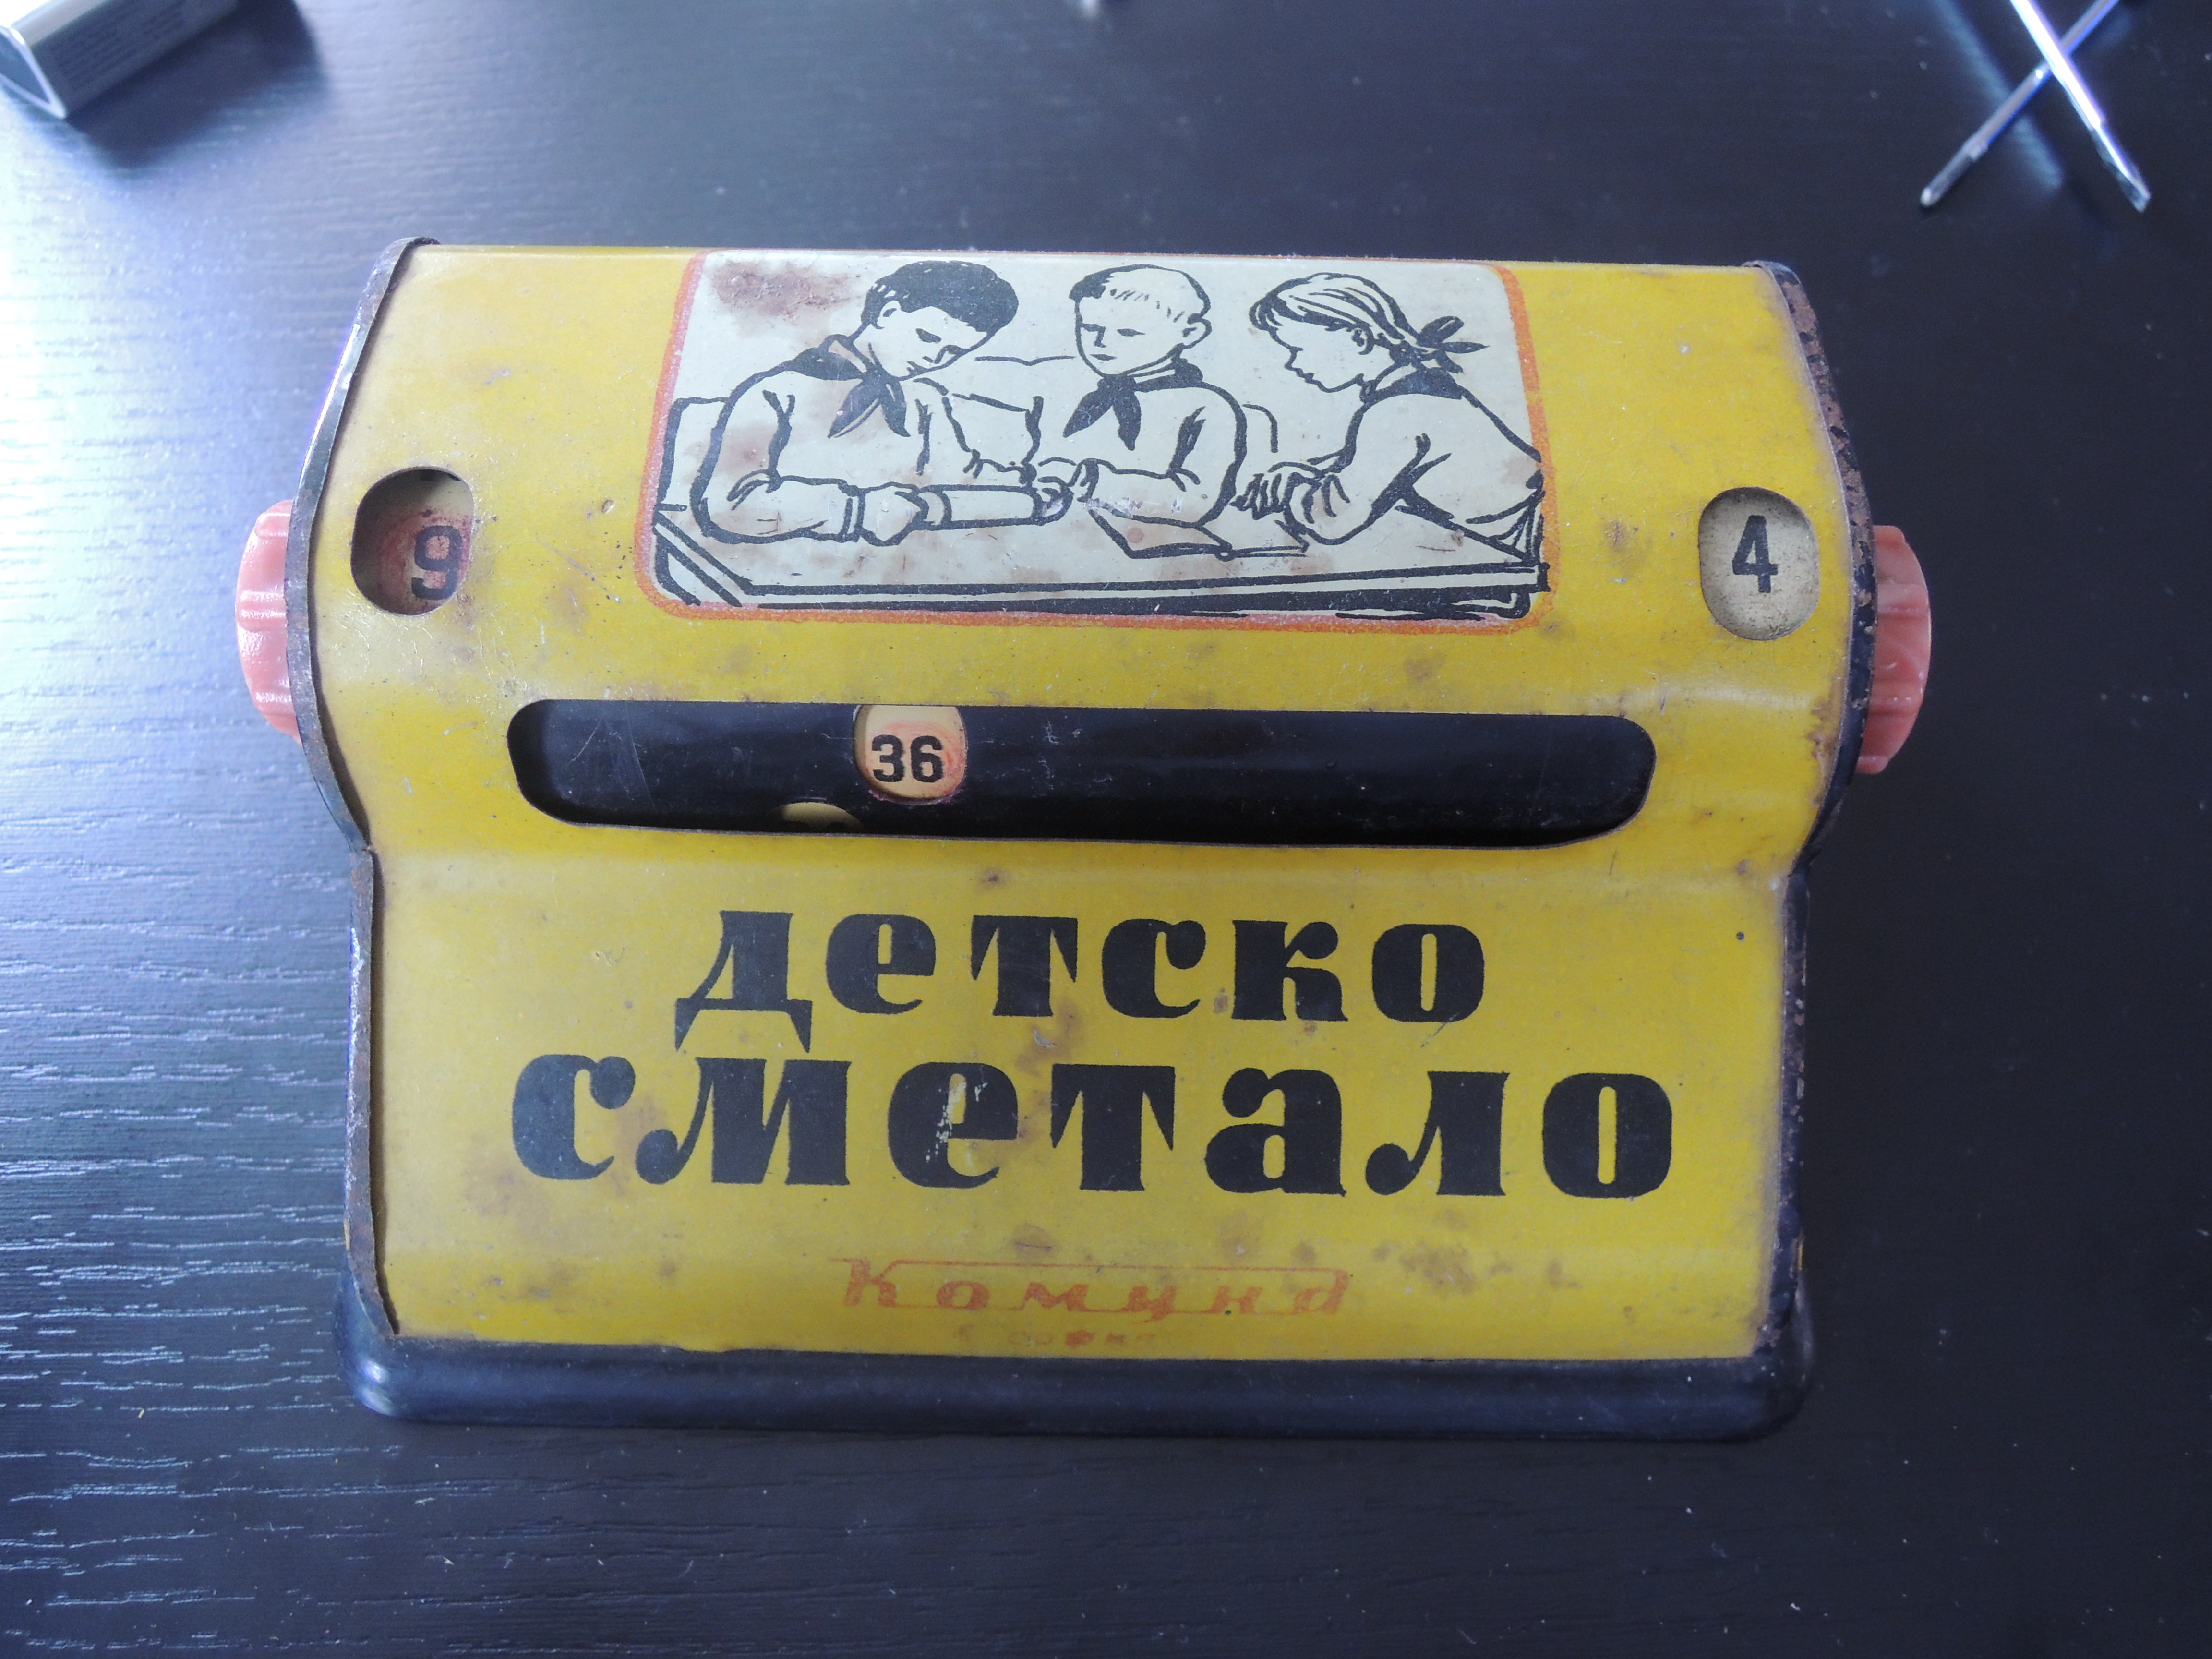 9 4
36
детско
сметало
Комуна